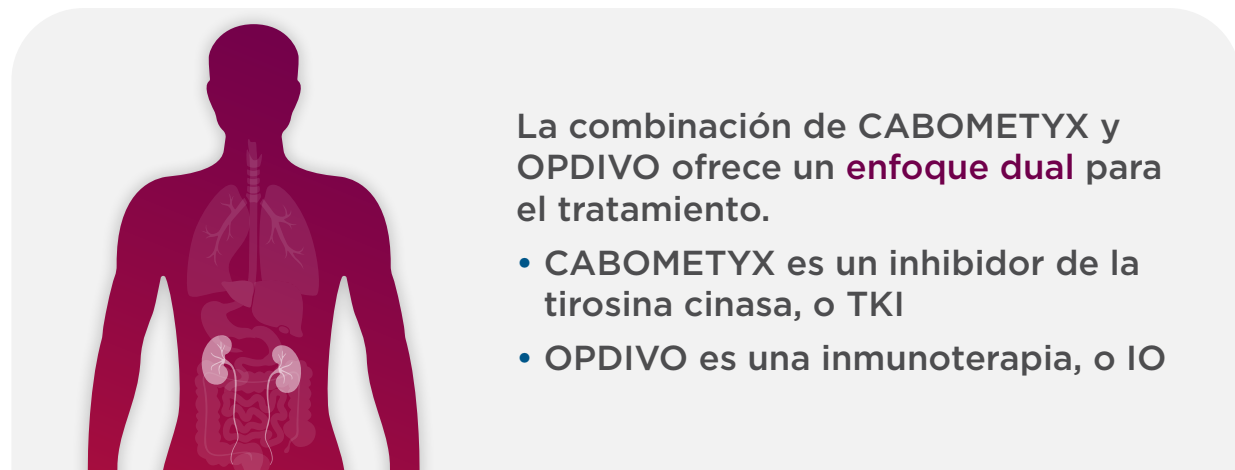 La combinación de CABOMETYX y
OPDIVO ofrece un enfoque dual para
el tratamiento.
• CABOMETYX es un inhibidor de la
tirosina cinasa, o TKI
• OPDIVO es una inmunoterapia, o IO